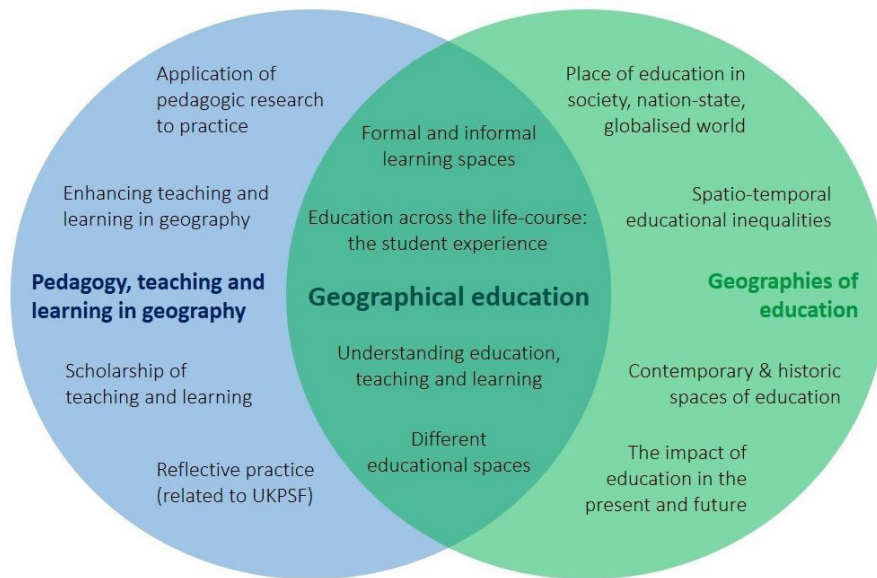 Application of
pedagogic research
to practice
Enhancing teaching and
learning in geography
Pedagogy, teaching and
learning in geography
Scholarship of
teaching and learning
Reflective practice
(related to UKPSF)
Formal and informal
learning spaces
Education across the life-course:
the student experience
Geographical education
Understanding education,
teaching and learning
Different
educational spaces
Place of education in
society, nation-state,
globalised world
Spatio-temporal
educational inequalities
Geographies of
education
Contemporary & historic
spaces of education
The impact of
education in the
present and future